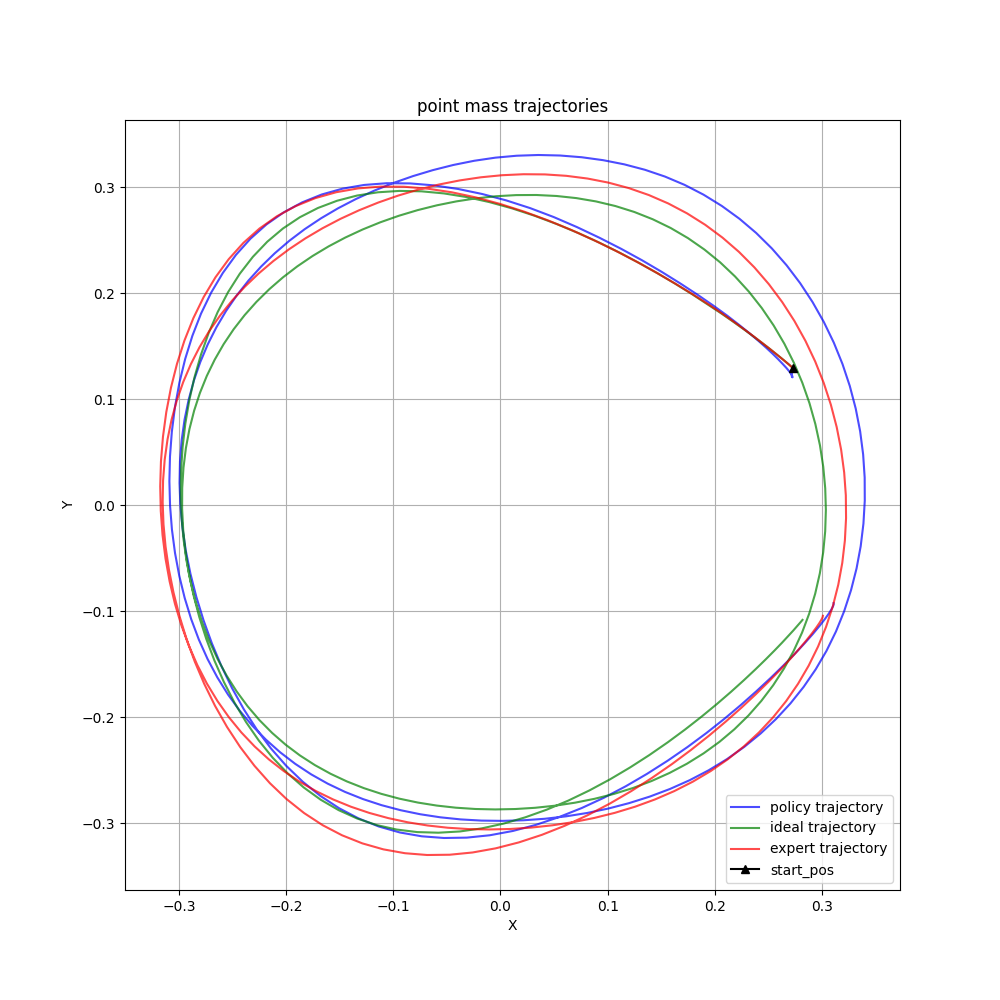 point mass trajectories
0.3
0.2
0.1
0.0
−0.1
−0.2
−0.3
Y
−0.3
−0.2
−0.1
0.0
0.1
0.2
0.3
X
policy trajectory
ideal trajectory
expert trajectory
start_pos